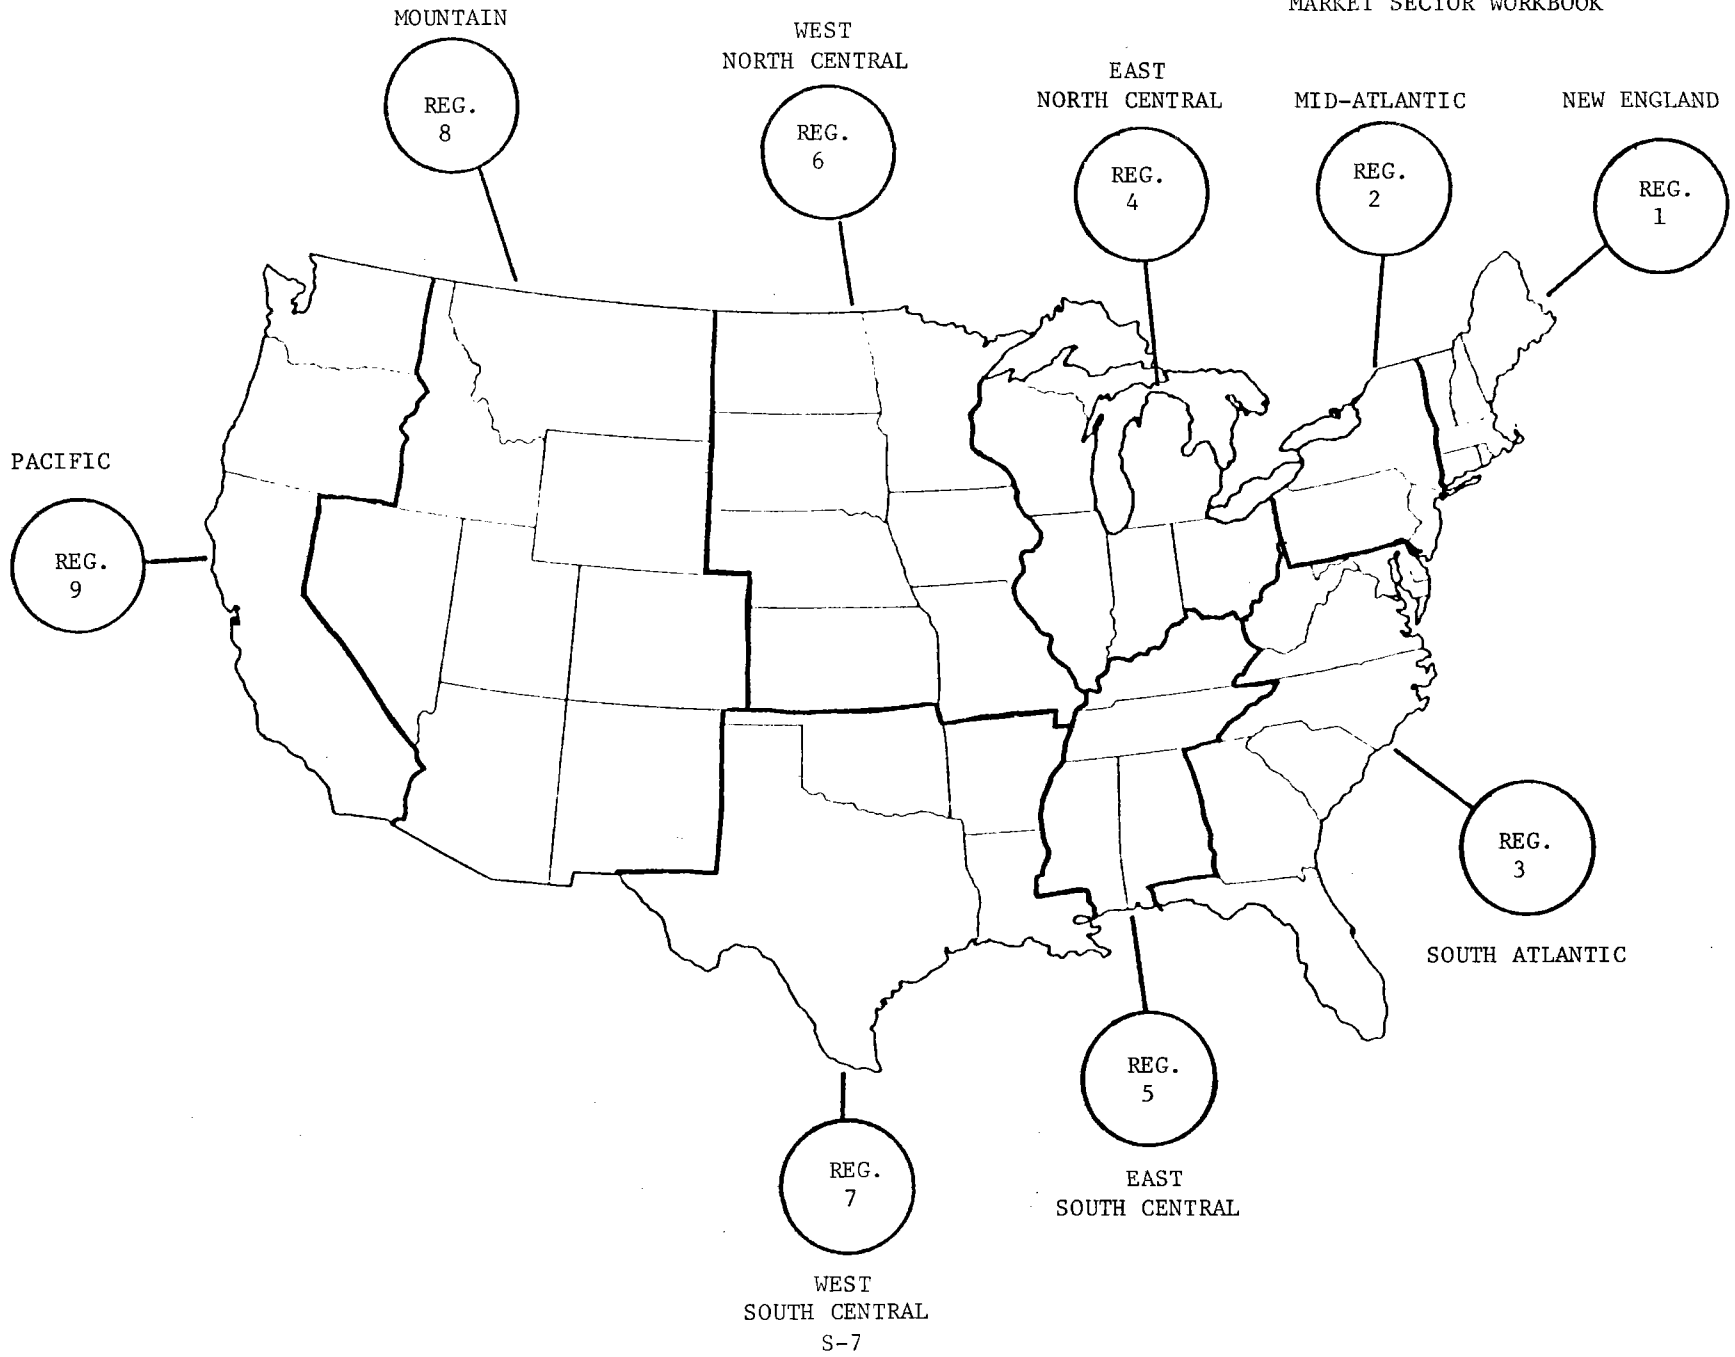 MARKET SECTOR WORKBOOK
MOUNTAIN
REG.
8
WEST
NORTH CENTRAL
REG.
6
EAST
NORTH CENTRAL
REG.
4
MID-ATLANTIC
REG.
2
NEW ENGLAND
REG.
1
PACIFIC
REG.
9
REG.
3
SOUTH ATLANTIC
REG.
5
EAST
SOUTH CENTRAL
REG.
7
WEST
SOUTH CENTRAL
S-7